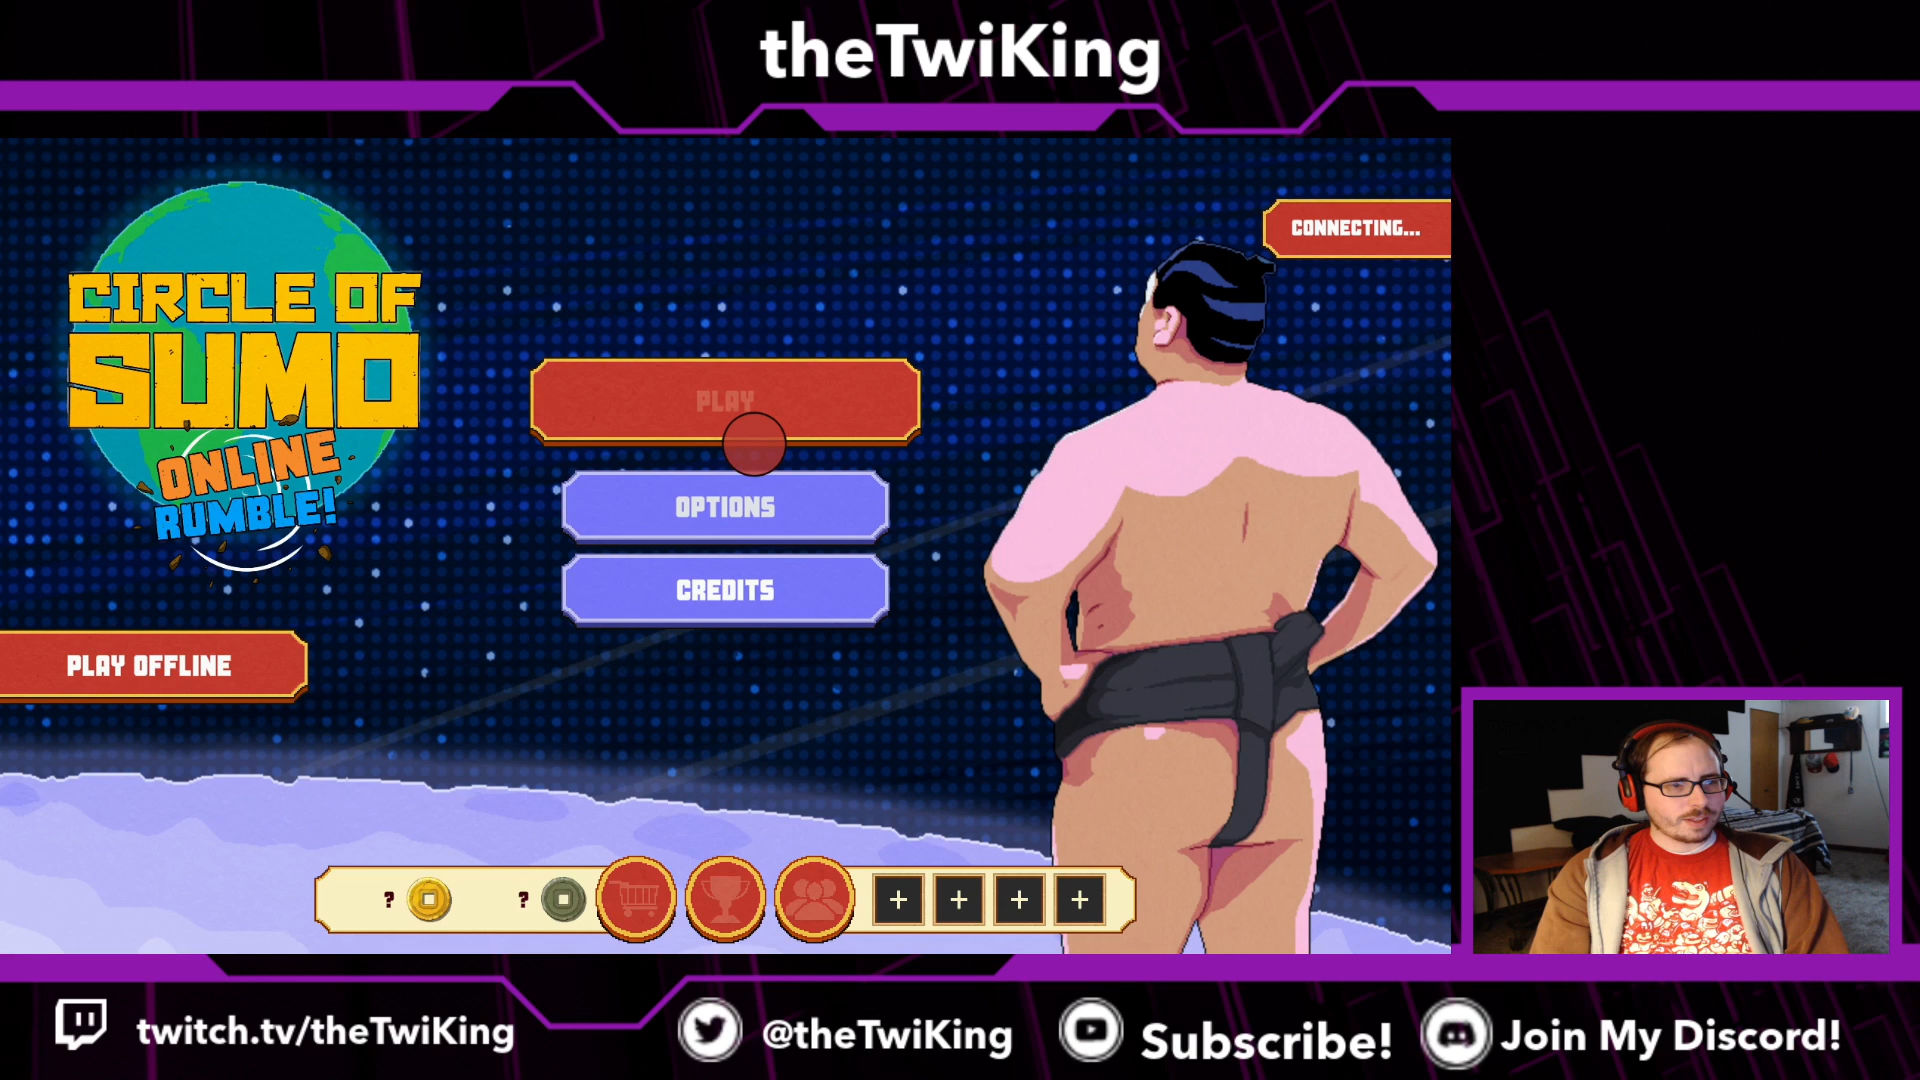 theTwiKing
CONNECTING...
CIRCLE OF
SUMO
ONLINE
RUMBLE!
PLAY
OPTIONS
CREDITS
PLAY OFFLINE
? ? + + + +
twitch.tv/theTwiKing @theTwiKing Subscribe! Join My Discord!